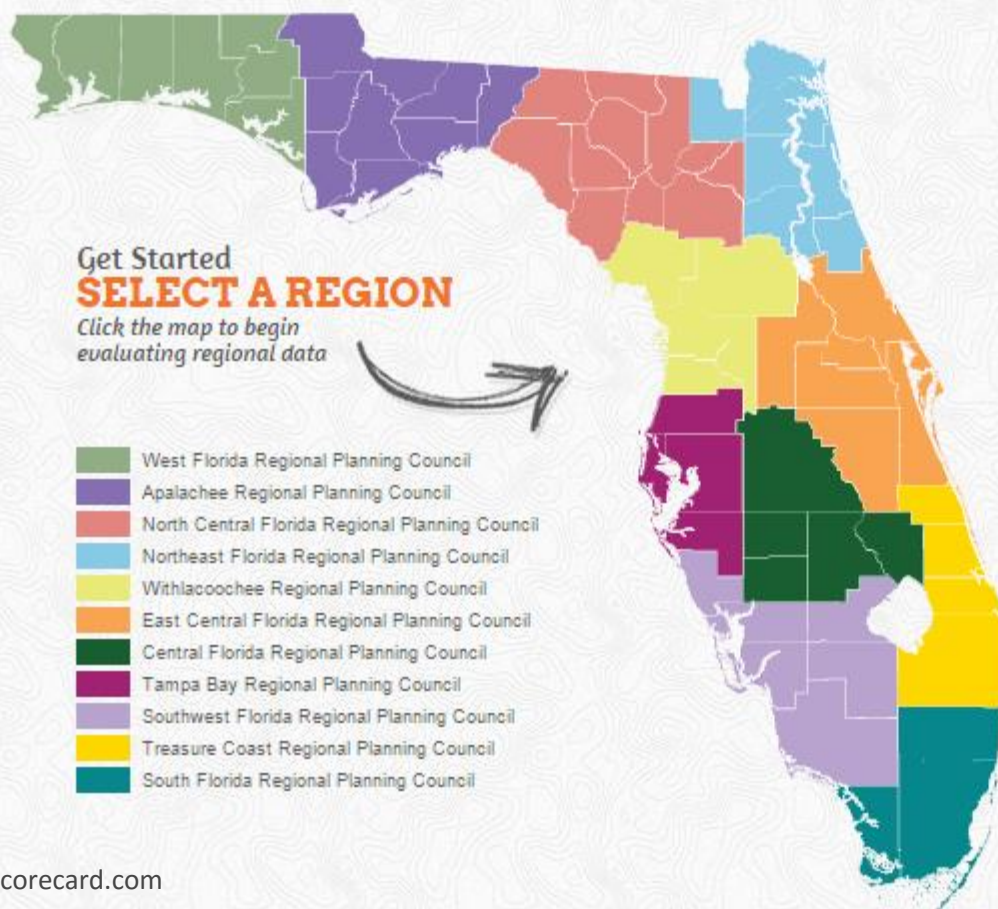 Get Started
SELECT A REGION
Click the map to begin
evaluating regional data
West Florida Regional Planning Council
Apalachee Regional Planning Council
North Central Florida Regional Planning Council
Northeast Florida Regional Planning Council
Withlacoochee Regional Planning Council
East Central Florida Regional Planning Council
Central Florida Regional Planning Council
Tampa Bay Regional Planning Council
Southwest Florida Regional Planning Council
Treasure Coast Regional Planning Council
South Florida Regional Planning Council
corecard.com